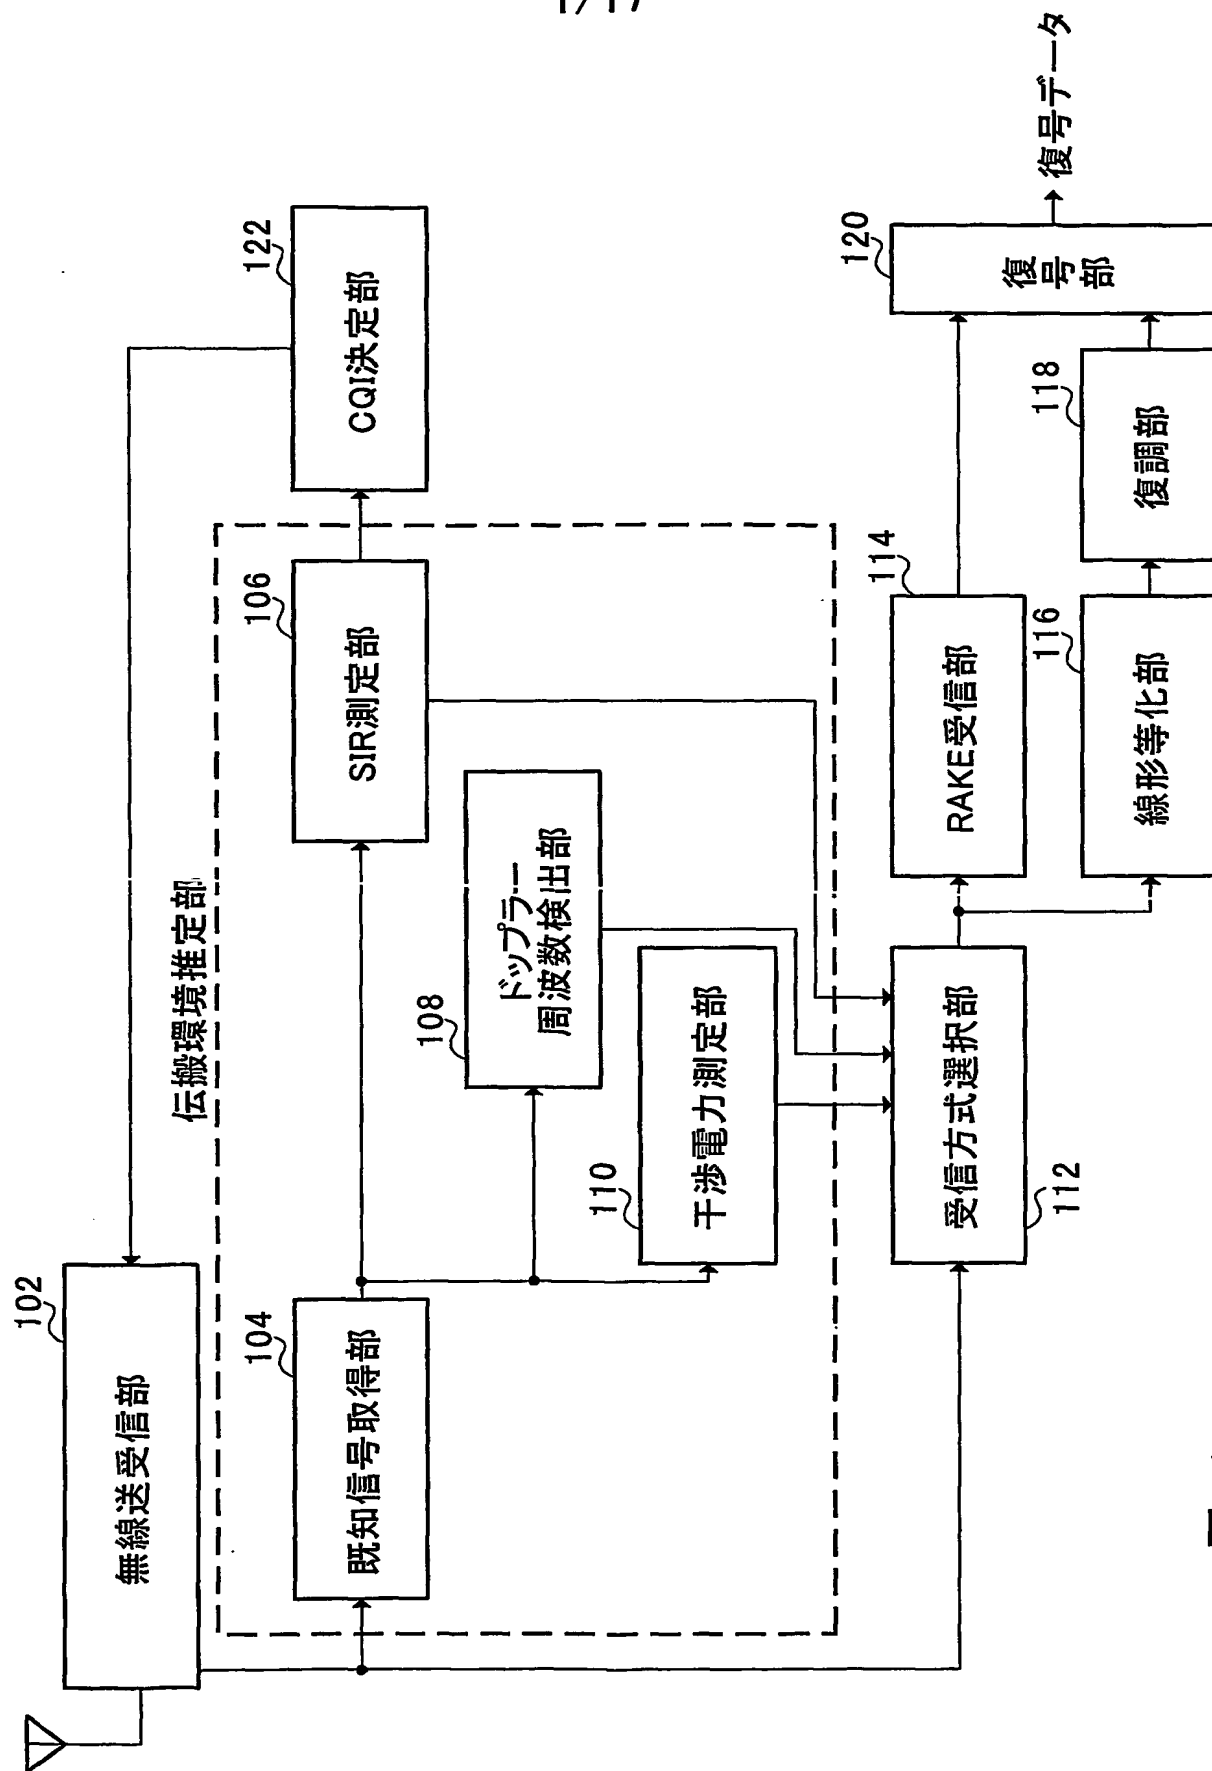 1/17
102
無線送受信部
伝搬環境推定部
104
既知信号取得部
106
SIR測定部
122
CQI決定部
108
ドップラー
周波数検出部
110
干渉電力測定部
112
受信方式選択部
114
RAKE受信部
116
線形等化部
118
復調部
120
復号部
復号データ